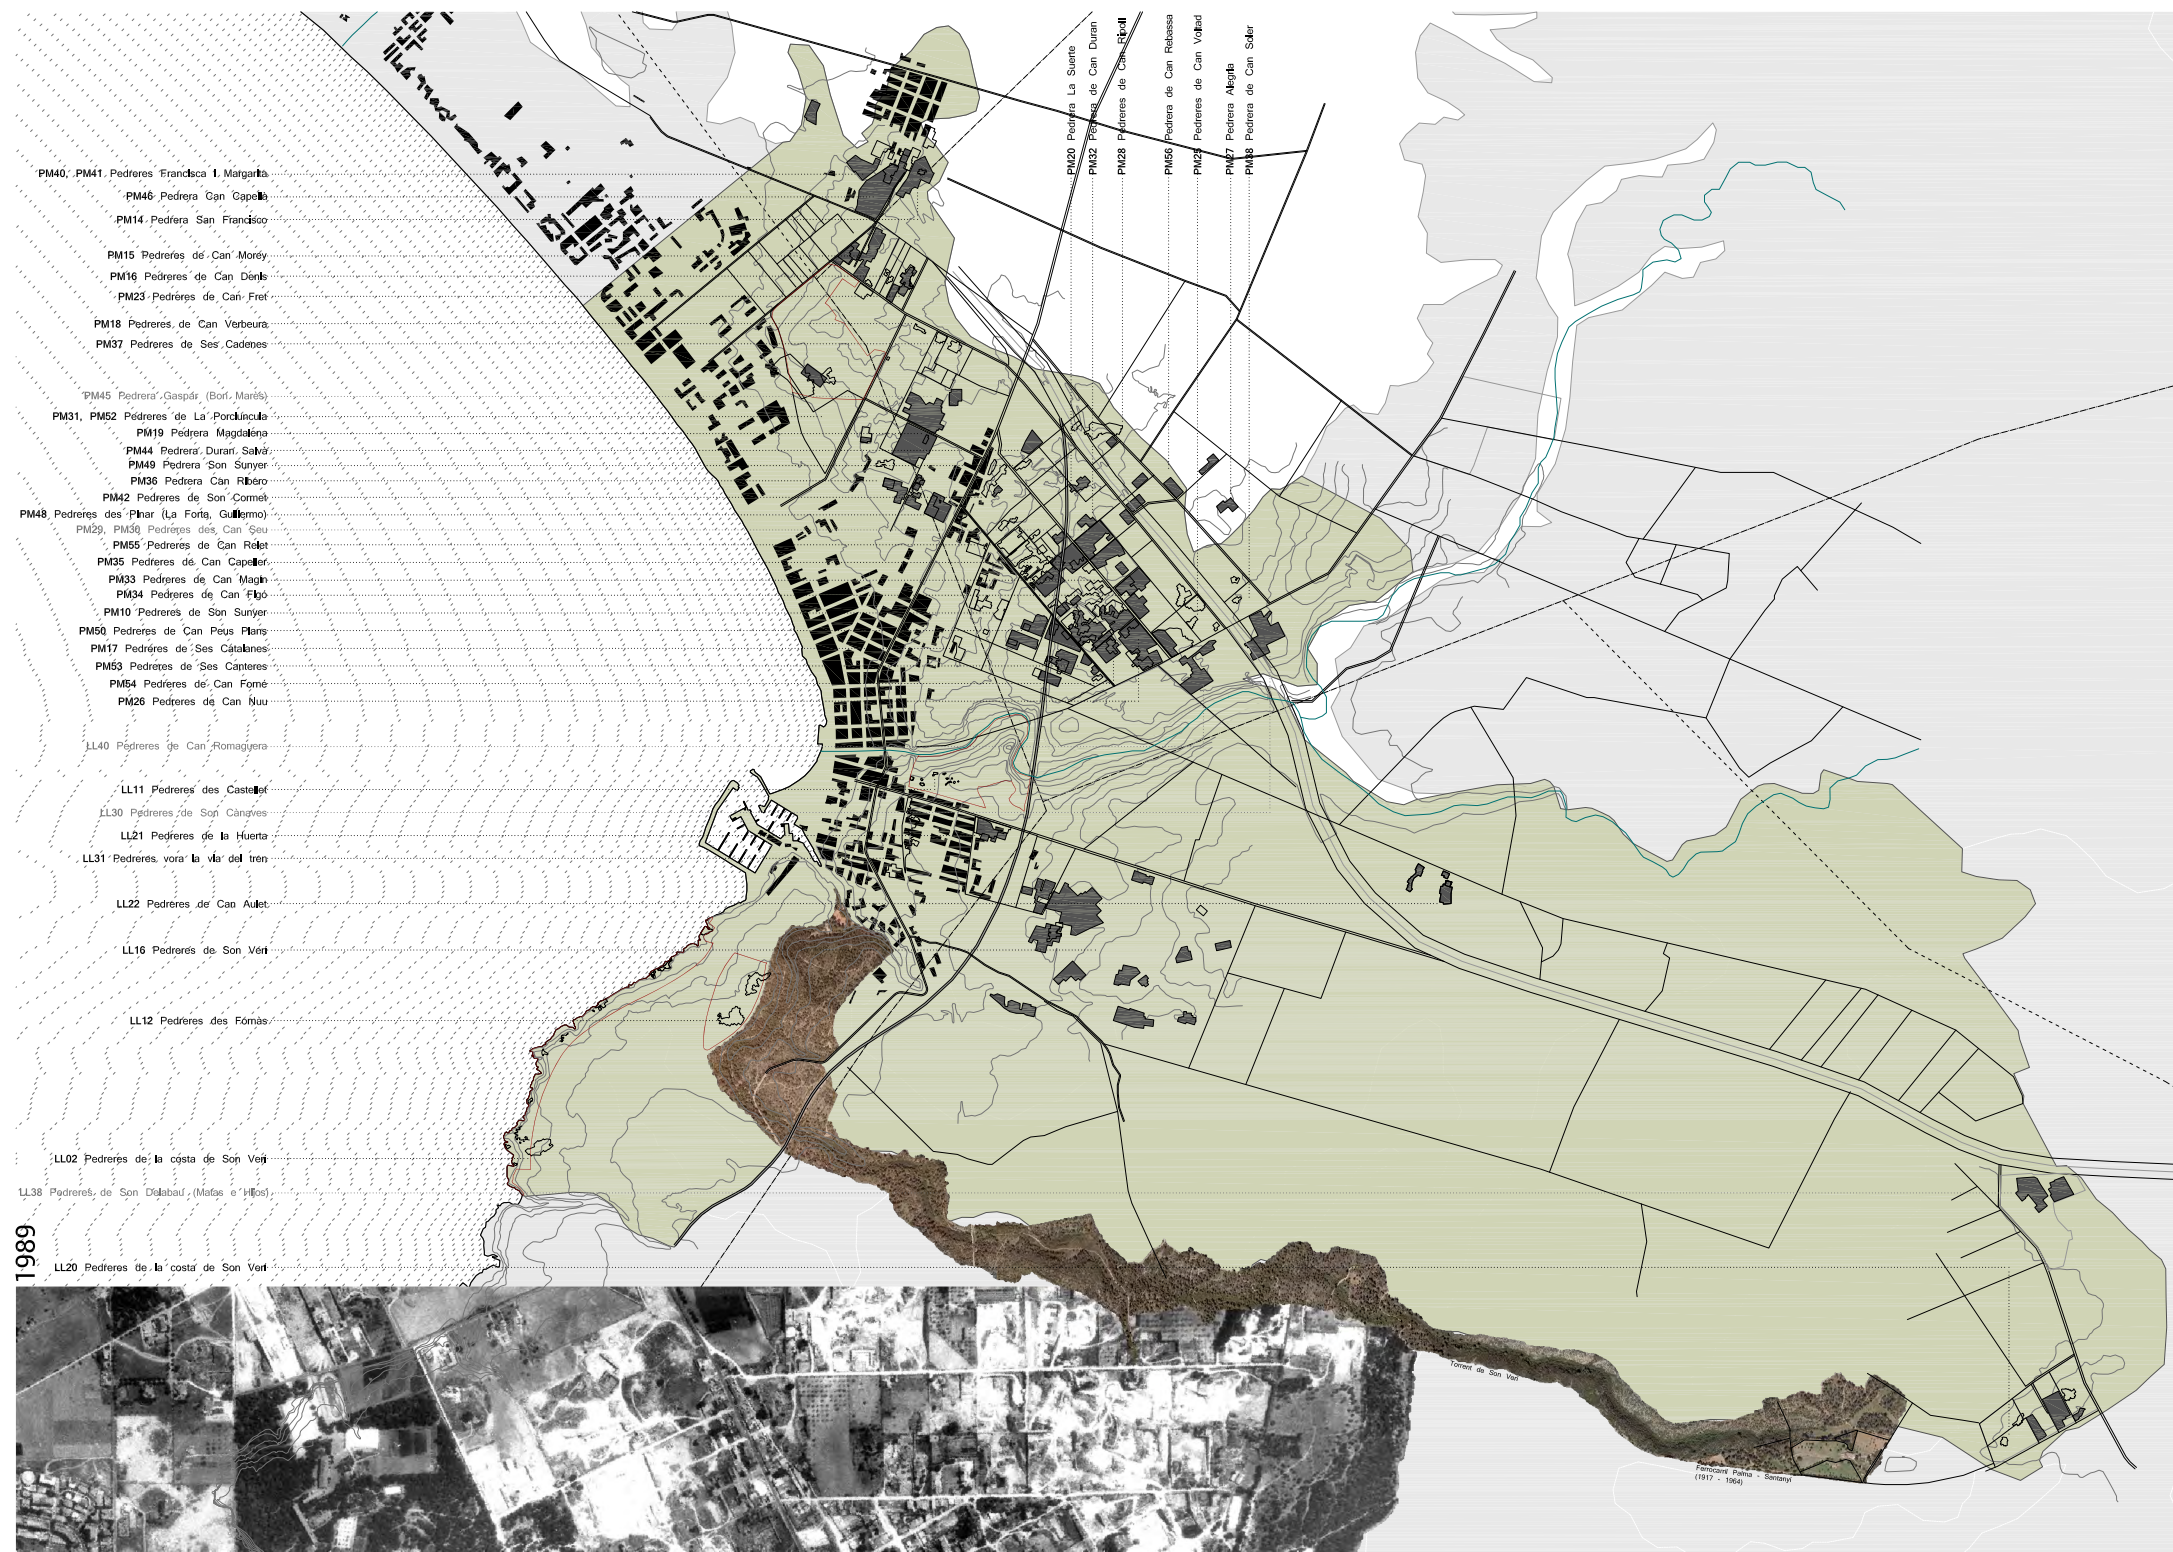 PM20 Pedrera La Suerte
PM32 Pedrera de Can Duran
PM28 Pedreres de Can Ripoll
PM56 Pedrera de Can Rebassa
PM25 Pedreres de Can Voltad
PM27 Pedrera Alegria
PM38 Pedrera de Can Soler
PM40, PM41 Pedreres Francisca i Margarita
PM46 Pedrera Can Capellà
PM14 Pedrera San Francisco
PM15 Pedreres de Can Morey
PM16 Pedreres de Can Denis
PM23 Pedreres de Can Fret
PM18 Pedreres de Can Verbeura
PM37 Pedreres de Ses Cadenes
PM45 Pedrera Gaspar (Bon Marès)
PM31, PM52 Pedreres de La Porciuncula
PM19 Pedrera Magdalena
PM44 Pedrera Duran Salvà
PM49 Pedrera Son Sunyer
PM36 Pedrera Can Ribero
PM42 Pedreres de Son Cornet
PM48 Pedreres des Pinar (La Forta, Guillermo)
PM29, PM30 Pedreres des Can Seu
PM55 Pedreres de Can Relet
PM35 Pedreres de Can Capeller
PM33 Pedreres de Can Magin
PM34 Pedreres de Can Figó
PM10 Pedreres de Son Sunyer
PM50 Pedreres de Can Peus Plans
PM17 Pedreres de Ses Catalanes
PM53 Pedreres de Ses Canteres
PM54 Pedreres de Can Forné
PM26 Pedreres de Can Nuu
LL40 Pedreres de Can Romaguera
LL11 Pedreres des Castellet
LL30 Pedreres de Son Cànaves
LL21 Pedreres de la Huerta
LL31 Pedreres vora la via del tren
LL22 Pedreres de Can Aulet
LL16 Pedreres de Son Verí
LL12 Pedreres des Fornàs
LL02 Pedreres de la costa de Son Veri
LL38 Pedreres de Son Delabau (Matas e Hijos)
LL20 Pedreres de la costa de Son Veri
1989
Torrent de Son Veri
Ferrocarril Palma - Santanyí
(1917 - 1964)